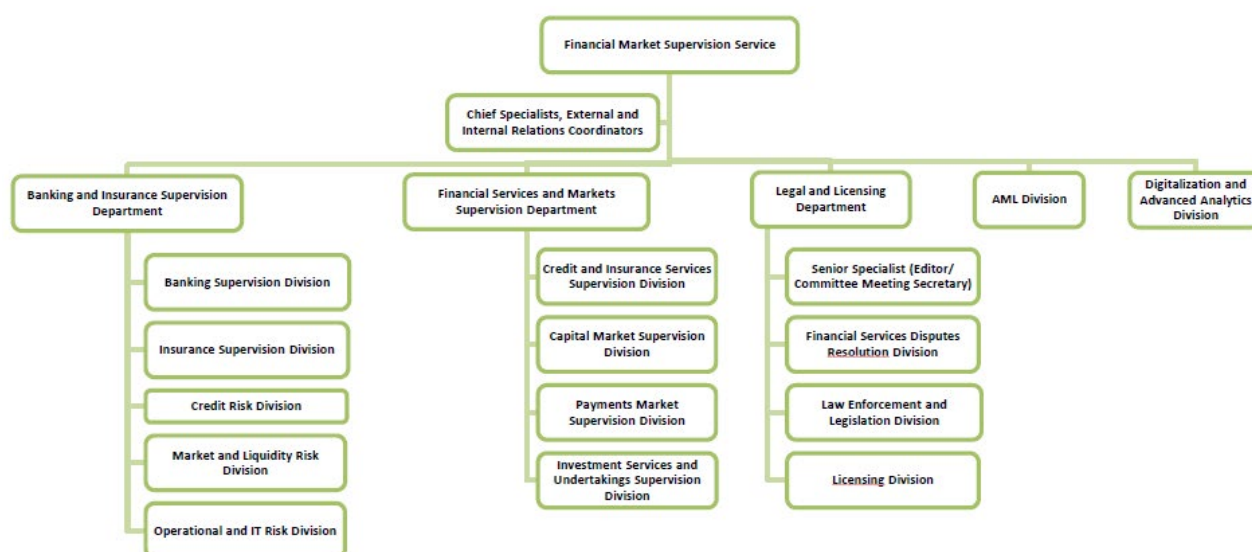 Financial Market Supervision Service
Chief Specialists, External and
Internal Relations Coordinators
Banking and Insurance Supervision
Department
Financial Services and Markets
Supervision Department
Legal and Licensing
Department
AML Division
Digitalization and
Advanced Analytics
Division
Banking Supervision Division
Insurance Supervision Division
Credit Risk Division
Market and Liquidity Risk
Division
Operational and IT Risk Division
Credit and Insurance Services
Supervision Division
Capital Market Supervision
Division
Payments Market
Supervision Division
Investment Services and
Undertakings Supervision
Division
Senior Specialist (Editor/
Committee Meeting Secretary)
Financial Services Disputes
Resolution Division
Law Enforcement and
Legislation Division
Licensing Division